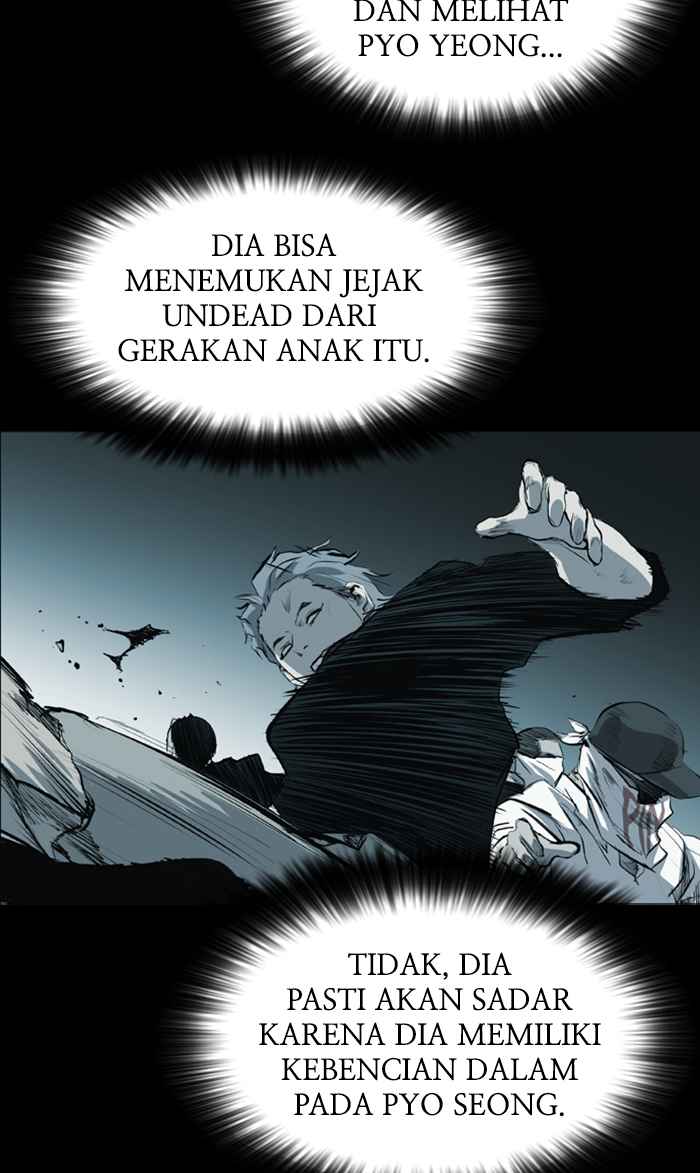 DAN MELIHAT
PYO YEONG...
DIA BISA
MENEMUKAN JEJAK
UNDEAD DARI
GERAKAN ANAK ITU.
TIDAK, DIA
PASTI AKAN SADAR
KARENA DIA MEMILIKI
KEBENCIAN DALAM
PADA PYO SEONG.